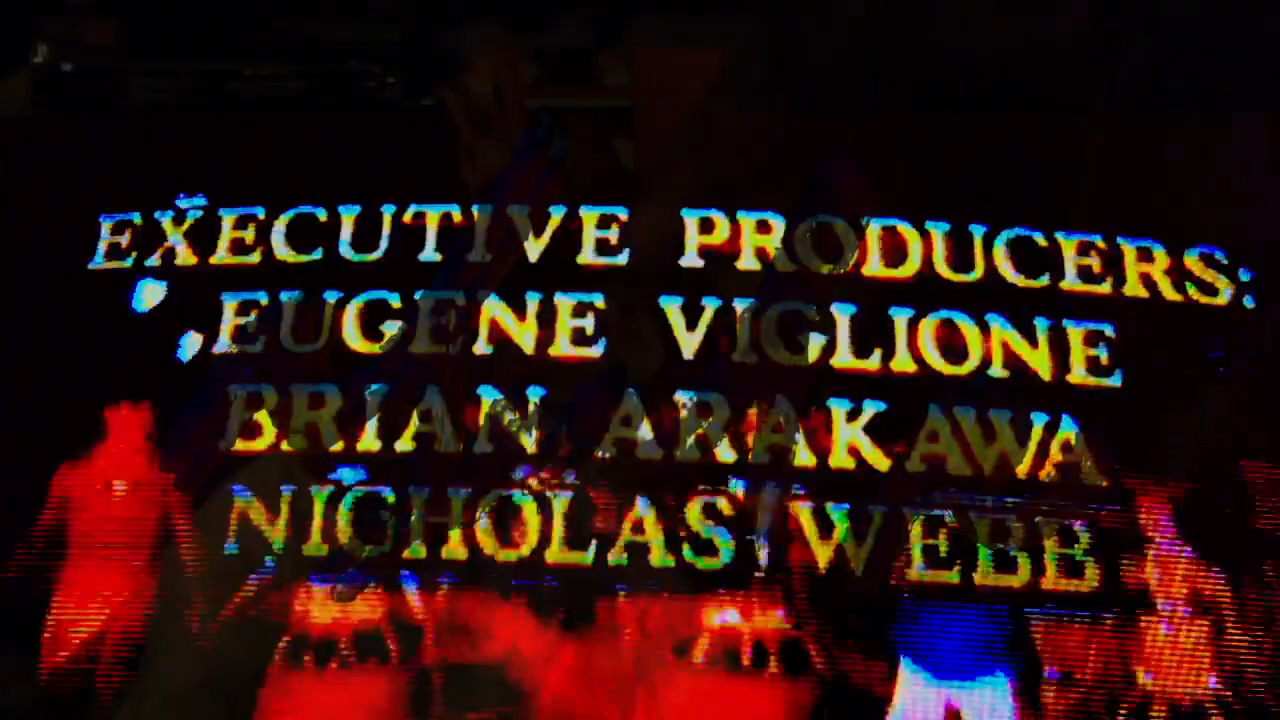 EXECUTIVE PRODUCERS:
EUGENE VIGLIONE
BRIAN ARAKAWA
NICHOLAS WEBB